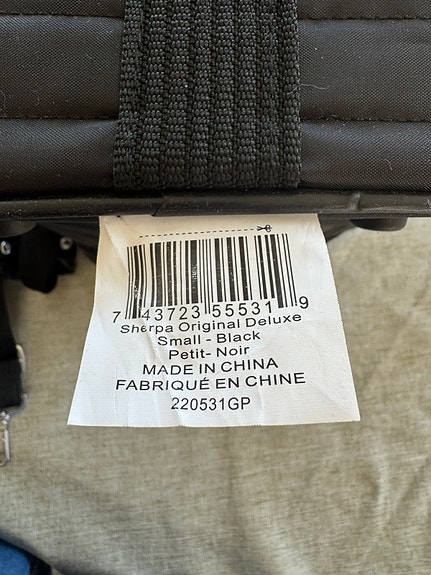 7 43723 55531 9
Sherpa Original Deluxe
Small - Black
Petit- Noir
MADE IN CHINA
FABRIQUÉ EN CHINE
220531GP